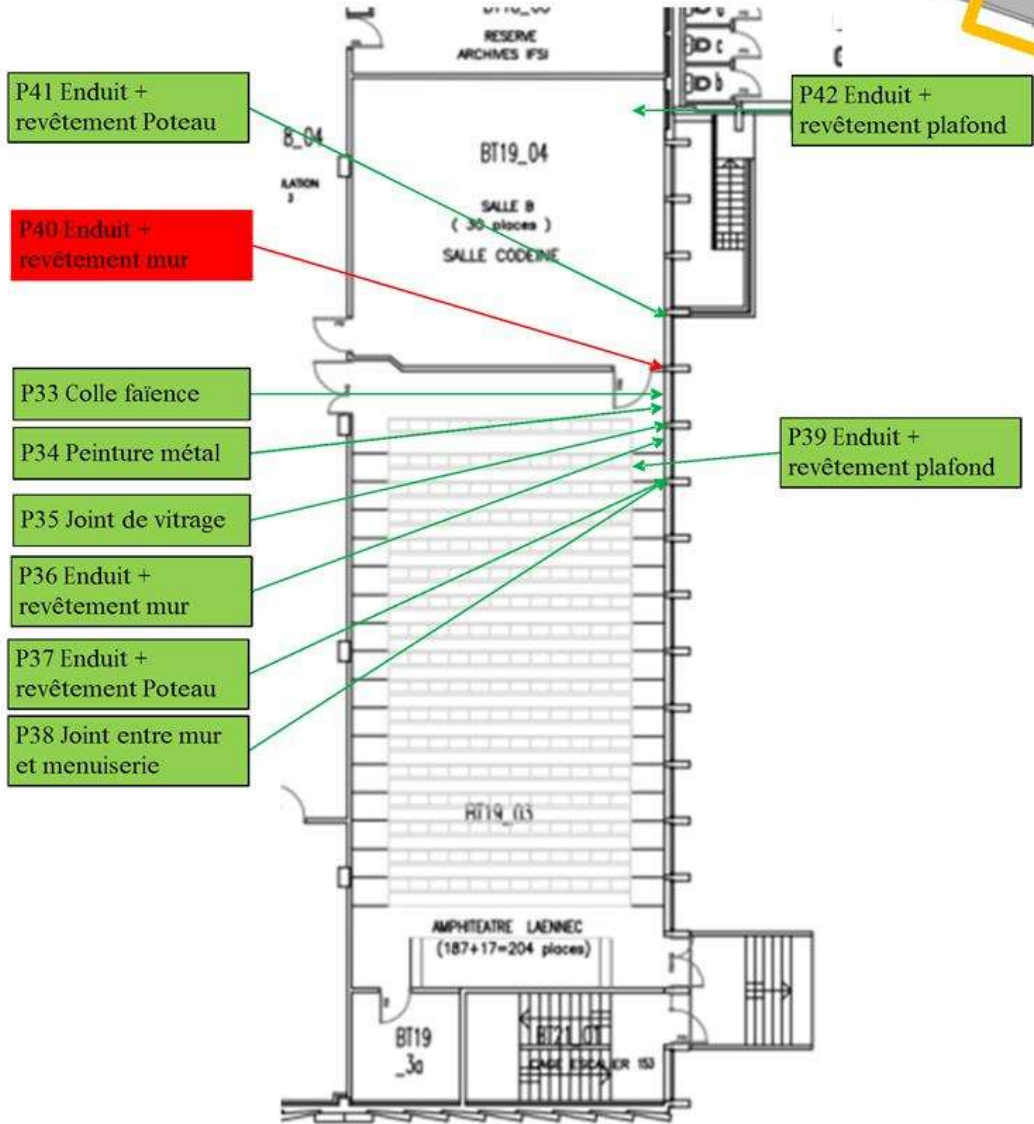 RESERVE
ARCHIVES IFSI
P41 Enduit +
revêtement Poteau
P42 Enduit +
revêtement plafond
B_04
BT19_04
SALLE B
( 30 places )
SALLE CODEINE
P40 Enduit +
revêtement mur
P33 Colle faïence
P34 Peinture métal
P35 Joint de vitrage
P36 Enduit +
revêtement mur
P37 Enduit +
revêtement Poteau
P38 Joint entre mur
et menuiserie
P39 Enduit +
revêtement plafond
BT19_03
AMPHITEATRE LAENNEC
(187+17=204 places)
BT19
_3a
BT21_01
CAGE ESCALIER 153